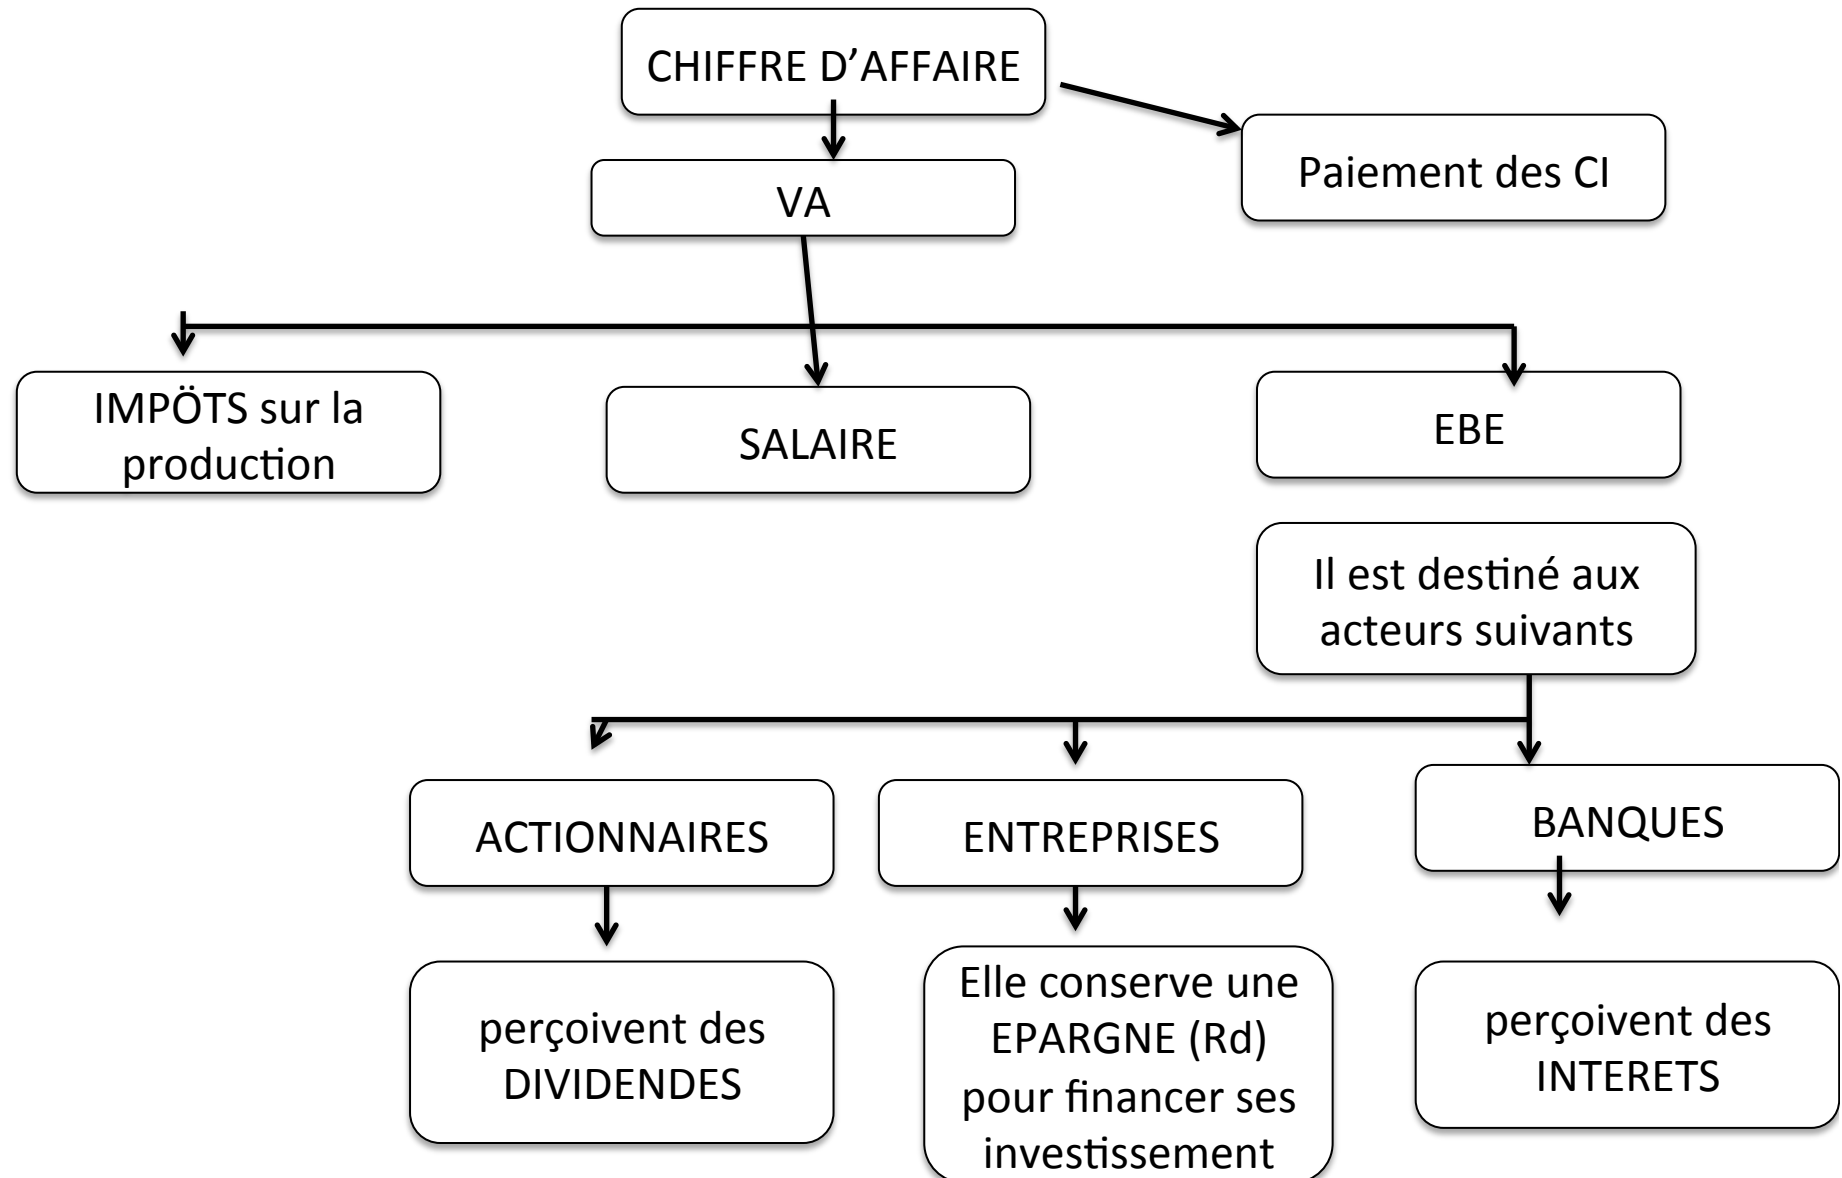 CHIFFRE D’AFFAIRE
Paiement des CI
VA
IMPÖTS sur la
production
SALAIRE
EBE
Il est destiné aux
acteurs suivants
ACTIONNAIRES
ENTREPRISES
BANQUES
perçoivent des
DIVIDENDES
Elle conserve une
EPARGNE (Rd)
pour financer ses
investissement
perçoivent des
INTERETS